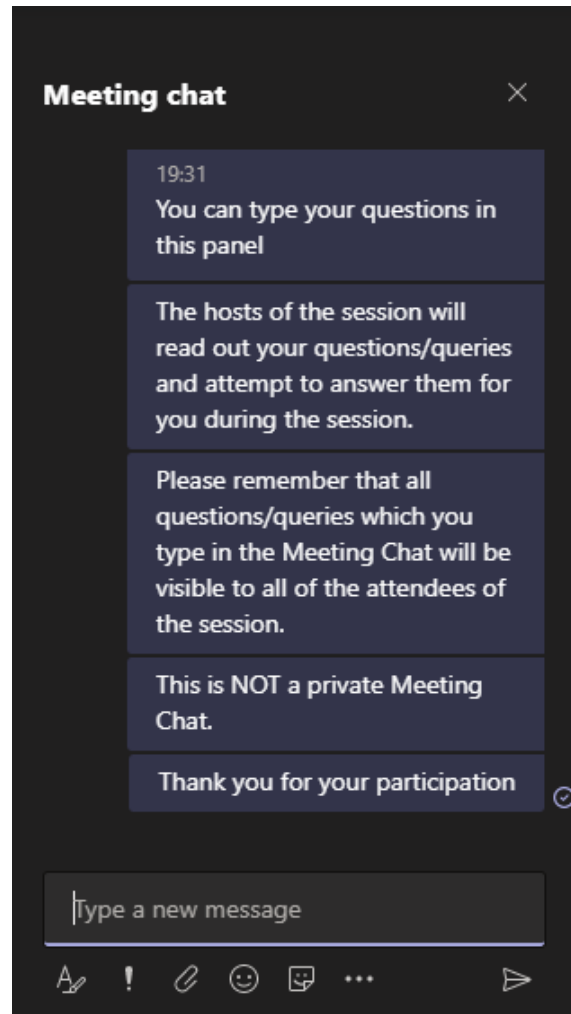 Meeting chat
19:31
You can type your questions in
this panel
The hosts of the session will
read out your questions/queries
and attempt to answer them for
you during the session.
Please remember that all
questions/queries which you
type in the Meeting Chat will be
visible to all of the attendees of
the session.
This is NOT a private Meeting
Chat.
Thank you for your participation
Type a new message